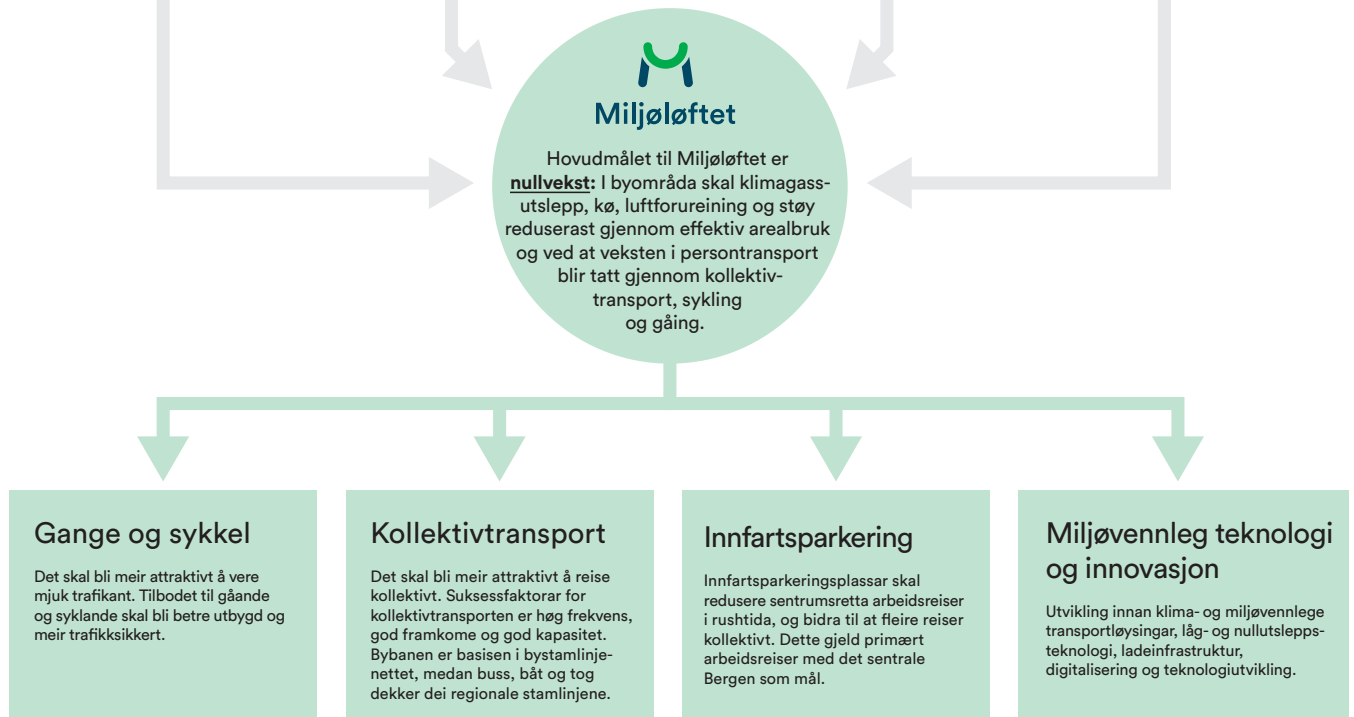 Miljøløftet
Hovudmålet til Miljøløftet er
nullvekst: I byområda skal klimagass-
utslepp, kø, luftforureining og støy
reduserast gjennom effektiv arealbruk
og ved at veksten i persontransport
blir tatt gjennom kollektiv-
transport, sykling
og gåing.
Gange og sykkel
Det skal bli meir attraktivt å vere
mjuk trafikant. Tilbodet til gåande
og syklande skal bli betre utbygd og
meir trafikksikkert.
Kollektivtransport
Det skal bli meir attraktivt å reise
kollektivt. Suksessfaktorar for
kollektivtransporten er høg frekvens,
god framkome og god kapasitet.
Bybanen er basisen i bystamlinje-
nettet, medan buss, båt og tog
dekker dei regionale stamlinjene.
Innfartsparkering
Innfartsparkeringsplassar skal
redusere sentrumsretta arbeidsreiser
i rushtida, og bidra til at fleire reiser
kollektivt. Dette gjeld primært
arbeidsreiser med det sentrale
Bergen som mål.
Miljøvennleg teknologi
og innovasjon
Utvikling innan klima- og miljøvennlege
transportløysingar, låg- og nullutslepps-
teknologi, ladeinfrastruktur,
digitalisering og teknologiutvikling.